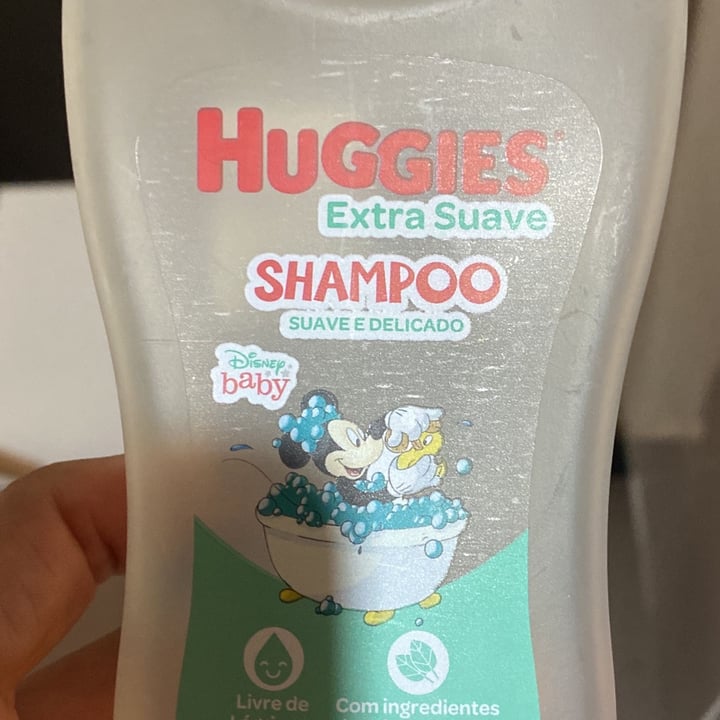 HUGGIES
Extra Suave
SHAMPOO
SUAVE E DELICADO
Disney
baby
Livre de
Com ingredientes